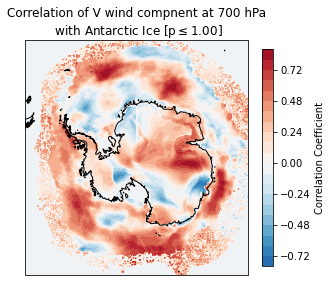 Correlation of V wind compnent at 700 hPa
with Antarctic Ice [p ≤ 1.00]
0.72
0.48
0.24
0.00
−0.24
−0.48
−0.72
Correlation Coefficient